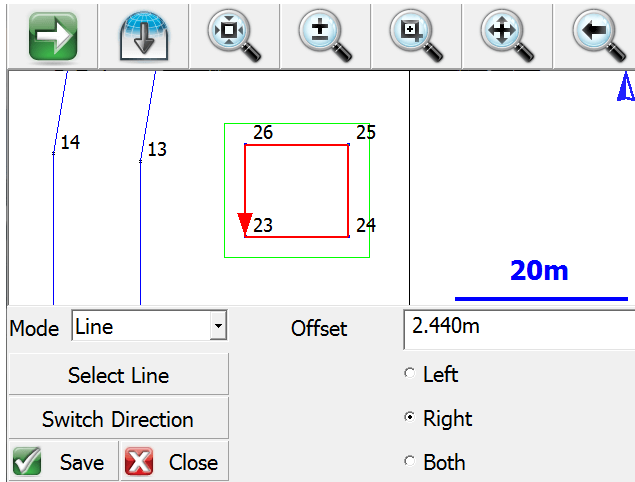 26 25
14
13
23 24
20m
Mode Line Offset 2.440m
Select Line Left
Switch Direction Right
Save Close Both